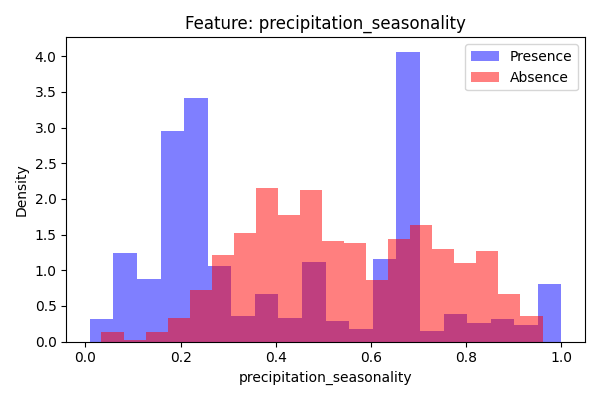 Feature: precipitation_seasonality
Presence
Absence
Density
4.0
3.5
3.0
2.5
2.0
1.5
1.0
0.5
0.0
0.0 0.2 0.4 0.6 0.8 1.0
precipitation_seasonality